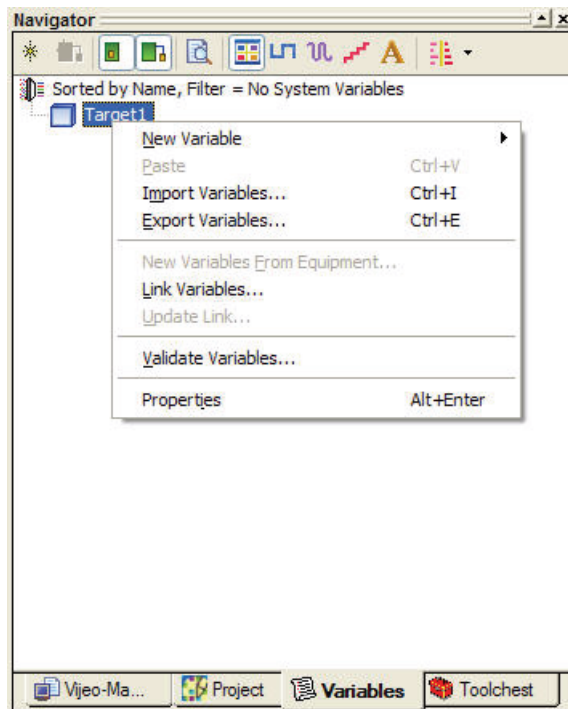 Navigator
A
Sorted by Name, Filter = No System Variables
Target1
New Variable
Paste Ctrl+V
Import Variables... Ctrl+I
Export Variables... Ctrl+E
New Variables From Equipment...
Link Variables...
Update Link...
Validate Variables...
Properties Alt+Enter
Vijeo-Ma... Project Variables Toolchest